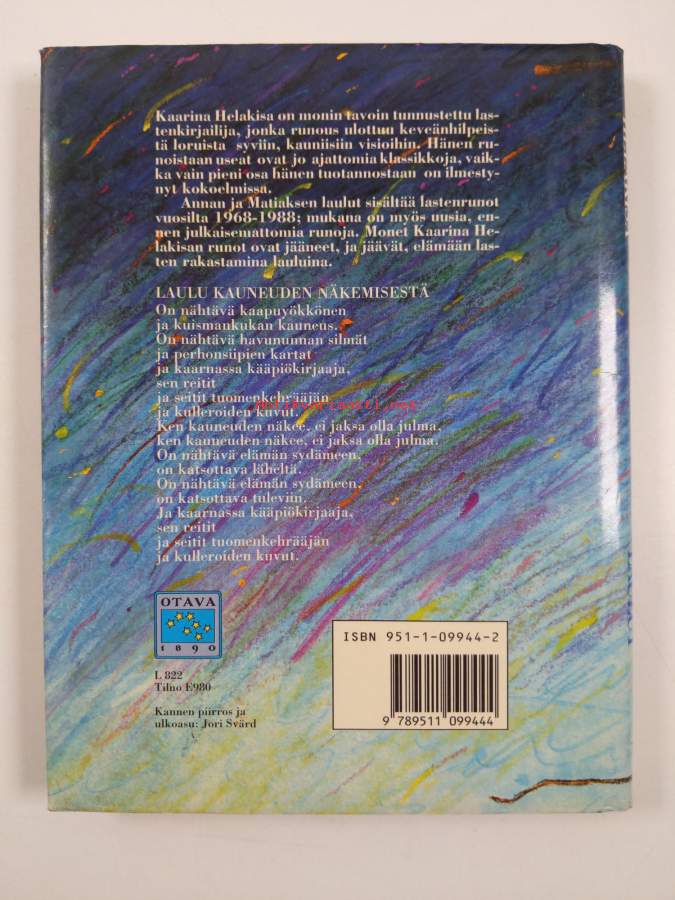 Kaarina Helakisa on monin tavoin tunnustettu las-
tenkirjailija, jonka runous ulottuu keveänhilpeis-
tä loruista syviin, kauniisiin visioihin. Hänen ru-
noistaan useat ovat jo ajattomia klassikkoja, vaik-
ka vain pieni osa hänen tuotannostaan on ilmesty-
nyt kokoelmissa.
Annan ja Matiaksen laulut sisältää lastenrunot
vuosilta 1968-1988; mukana on myös uusia, en-
nen julkaisemattomia runoja. Monet Kaarina He-
lakisan runot ovat jääneet, ja jäävät, elämään las-
ten rakastamina lauluina.
LAULU KAUNEUDEN NÄKEMISESTÄ
On nähtävä kaapuyökkönen
ja kuismankukan kauneus.
On nähtävä havununnan silmät
ja perhonsiipien kartat
ja kaarnassa kääpiökirjaaja,
sen reitit
ja seitit tuomenkehrääjän
ja kulleroiden kuvut.
Ken kauneuden näkee, ei jaksa olla julma,
ken kauneuden näkee, ei jaksa olla julma.
On nähtävä elämän sydämeen,
on katsottava läheltä.
On nähtävä elämän sydämeen,
on katsottava tuleviin.
Ja kaarnassa kääpiökirjaaja,
sen reitit
ja seitit tuomenkehrääjän
ja kulleroiden kuvut.
OTAVA
1890
ISBN 951-1-09944-2
9 789511 099444
L 822
Tilno E980
Kannen piirros ja
ulkoasu: Jori Svärd